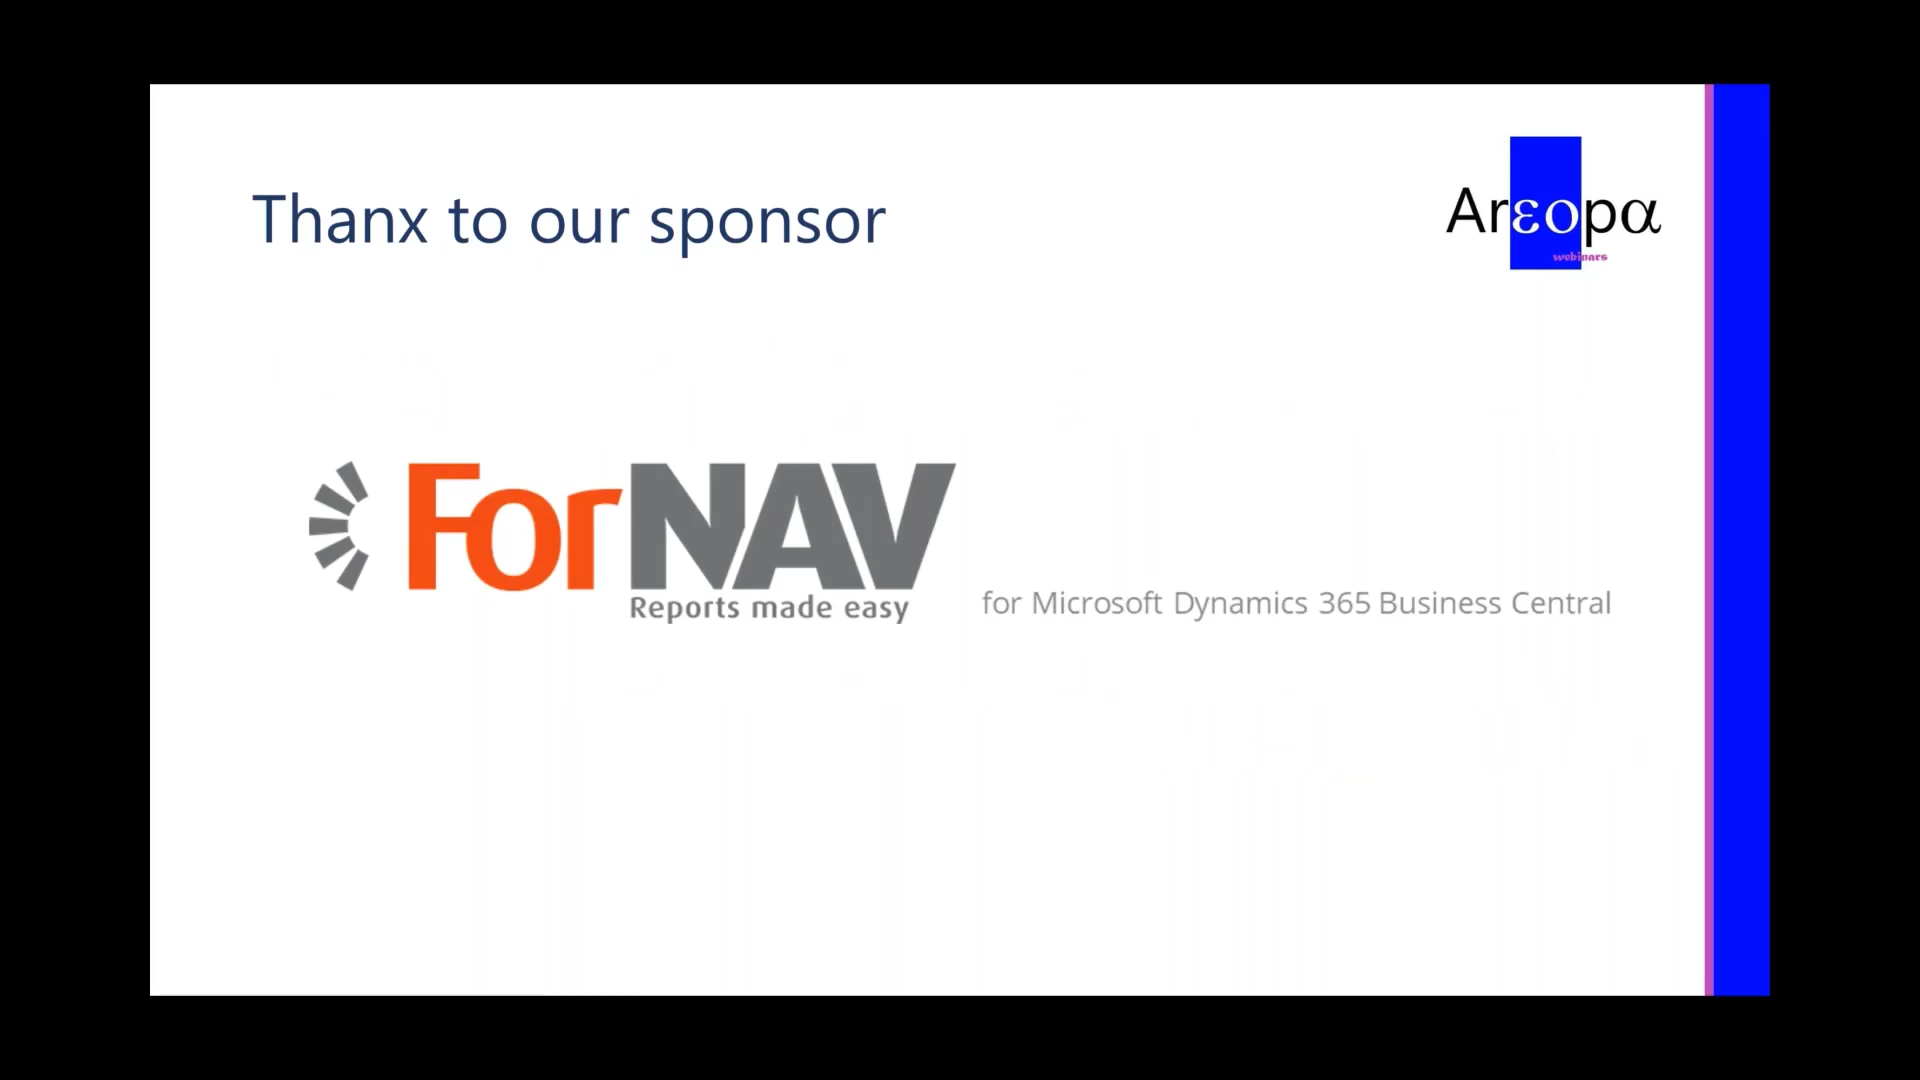 Thanx to our sponsor
Arεopα
webinars
ForNAV
Reports made easy
for Microsoft Dynamics 365 Business Central